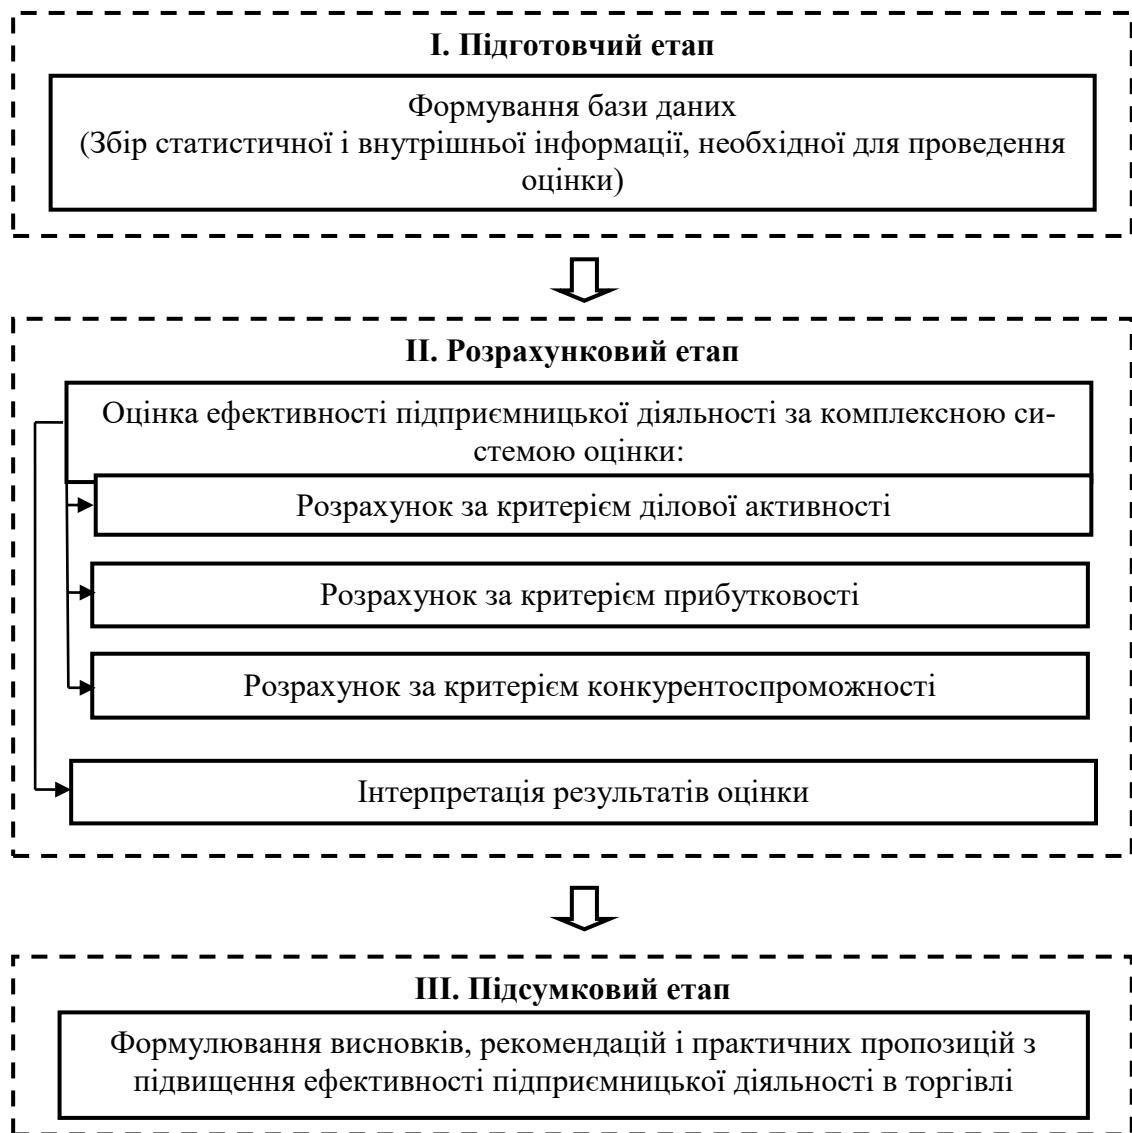 І. Підготовчий етап
Формування бази даних
(Збір статистичної і внутрішньої інформації, необхідної для проведення
оцінки)
ІІ. Розрахунковий етап
Оцінка ефективності підприємницької діяльності за комплексною си-
стемою оцінки:
Розрахунок за критерієм ділової активності
Розрахунок за критерієм прибутковості
Розрахунок за критерієм конкурентоспроможності
Інтерпретація результатів оцінки
ІІІ. Підсумковий етап
Формулювання висновків, рекомендацій і практичних пропозицій з
підвищення ефективності підприємницької діяльності в торгівлі